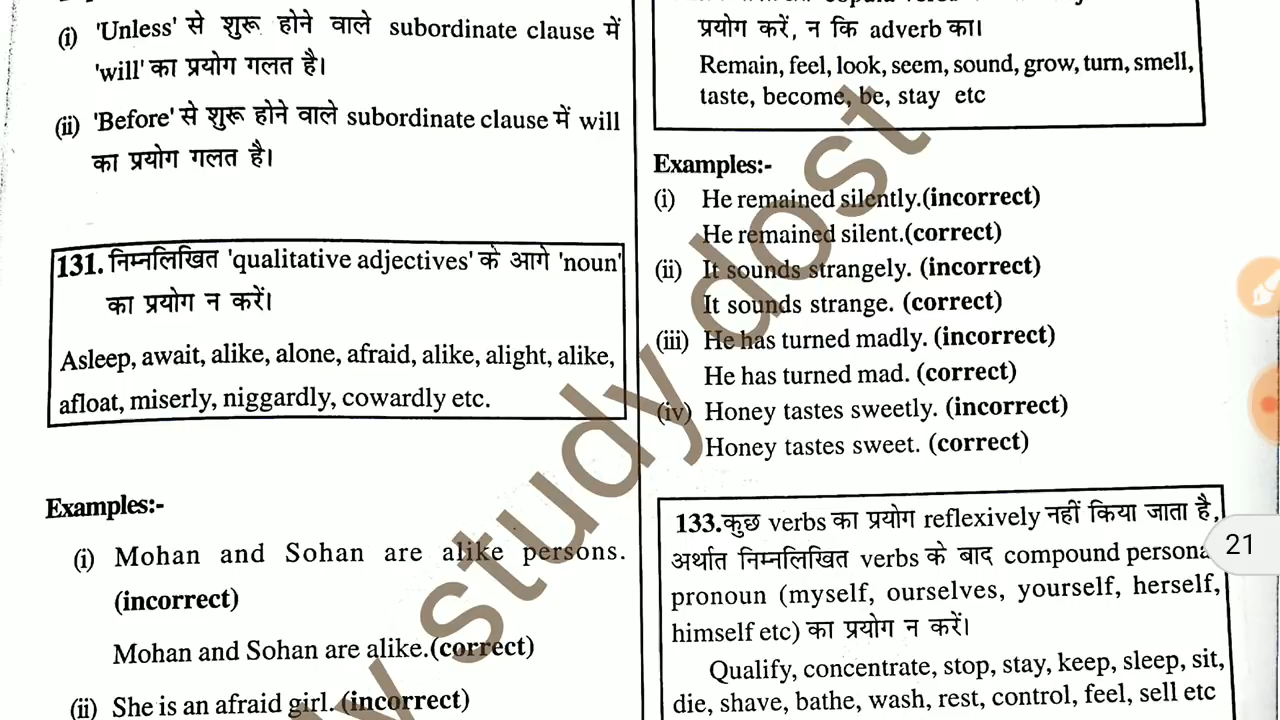 (i) 'Unless' से शुरू होने वाले subordinate clause में
'will' का प्रयोग गलत है।
(ii) 'Before' से शुरू होने वाले subordinate clause में will
का प्रयोग गलत है।
131. निम्नलिखित 'qualitative adjectives' के आगे 'noun'
का प्रयोग न करें।
Asleep, await, alike, alone, afraid, alike, alight, alike,
afloat, miserly, niggardly, cowardly etc.
Examples:-
(i) Mohan and Sohan are alike persons.
(incorrect)
Mohan and Sohan are alike.(correct)
(ii) She is an afraid girl. (incorrect)
प्रयोग करें, न कि adverb का।
Remain, feel, look, seem, sound, grow, turn, smell,
taste, become, be, stay etc
Examples:-
(i) He remained silently.(incorrect)
He remained silent.(correct)
(ii) It sounds strangely. (incorrect)
It sounds strange. (correct)
(iii) He has turned madly. (incorrect)
He has turned mad. (correct)
(iv) Honey tastes sweetly. (incorrect)
Honey tastes sweet. (correct)
133.कुछ verbs का प्रयोग reflexively नहीं किया जाता है,
अर्थात निम्नलिखित verbs के बाद compound persona
pronoun (myself, ourselves, yourself, herself,
himself etc) का प्रयोग न करें।
Qualify, concentrate, stop, stay, keep, sleep, sit,
die, shave, bathe, wash, rest, control, feel, sell etc
21
study dost